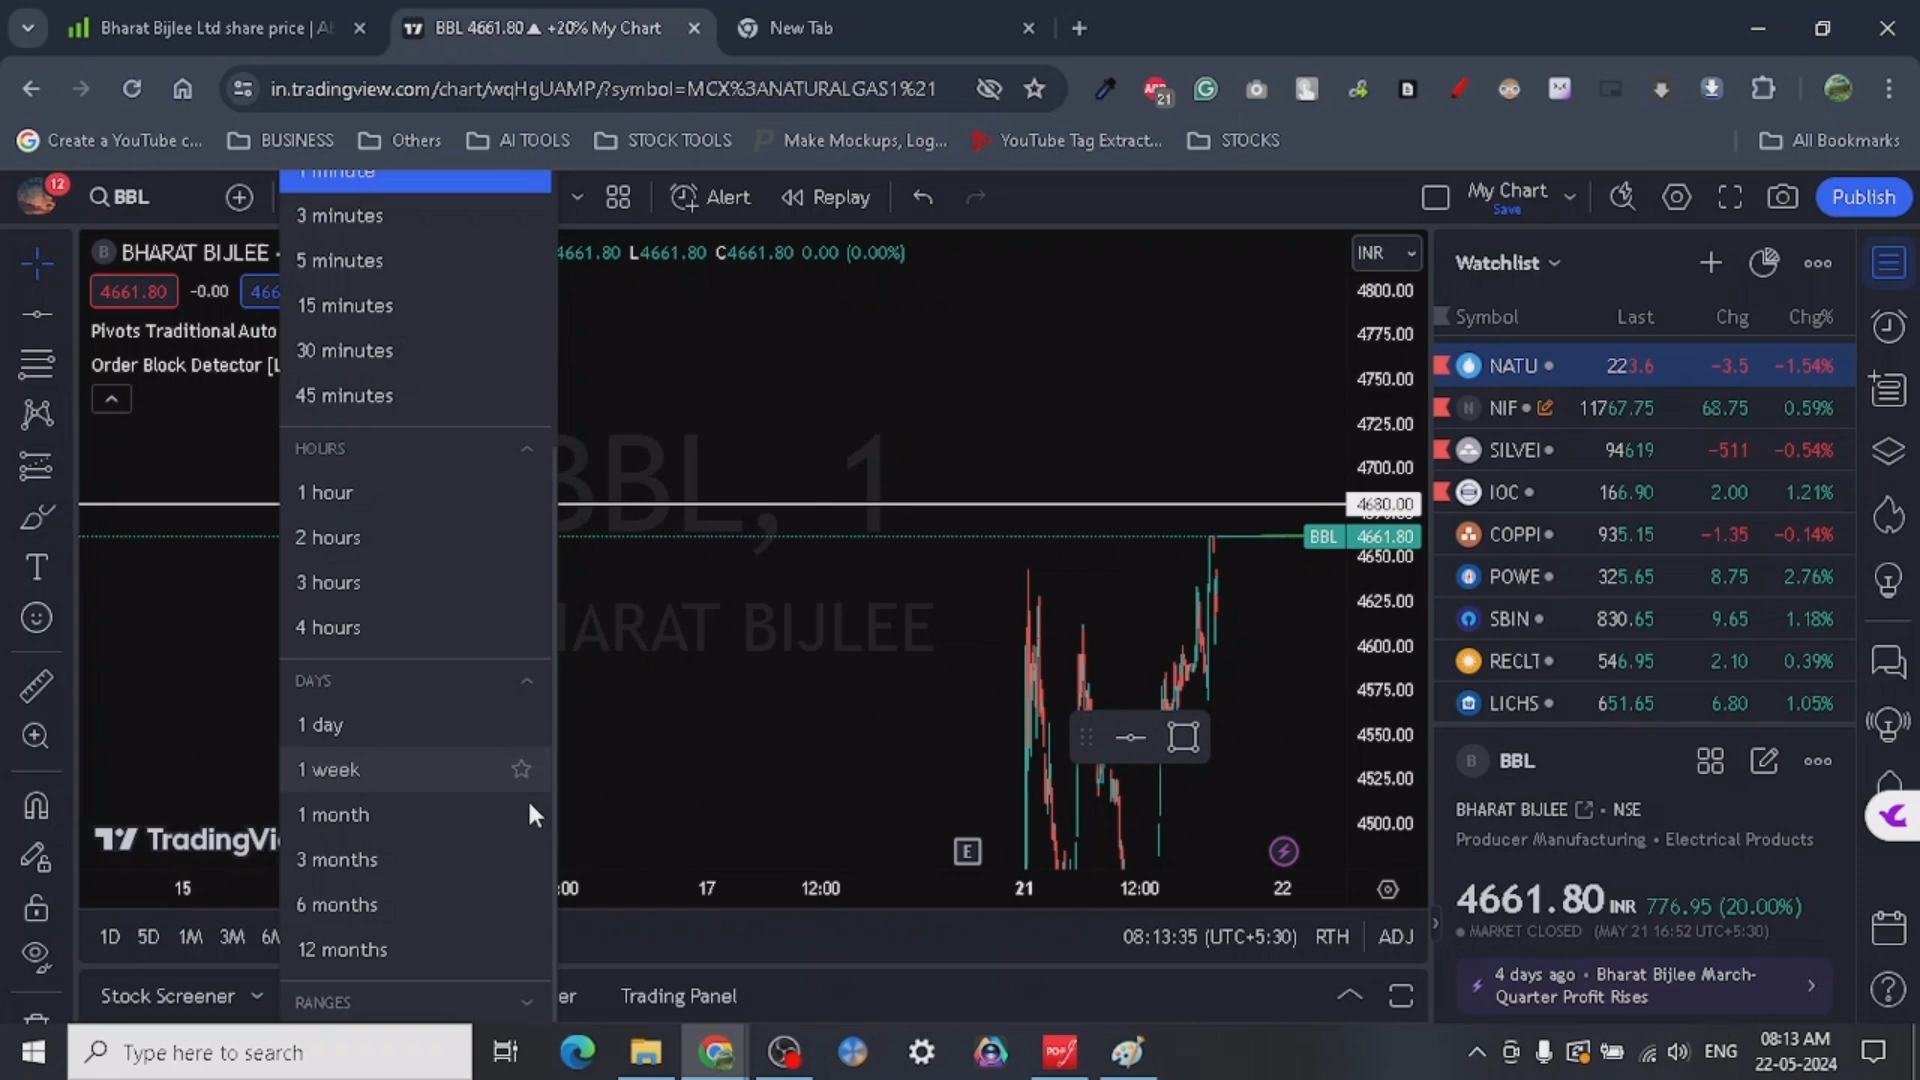 Bharat Bijlee Ltd share price |
BBL 4661.80 ▲ +20% My Chart
New Tab
in.tradingview.com/chart/wqHgUAMP/?symbol=MCX%3ANATURALGAS1%21
21
Create a YouTube c...
BUSINESS
Others
AI TOOLS
STOCK TOOLS
Make Mockups, Log...
YouTube Tag Extract...
STOCKS
All Bookmarks
12
BBL
Alert
Replay
My Chart
Save
Publish
1 minute
3 minutes
5 minutes
15 minutes
30 minutes
45 minutes
HOURS
1 hour
2 hours
3 hours
4 hours
DAYS
1 day
1 week
1 month
3 months
6 months
12 months
RANGES
B BHARAT BIJLEE
4661.80 L4661.80 C4661.80 0.00 (0.00%)
4661.80 -0.00 466
Pivots Traditional Auto
Order Block Detector [L
BBL, 1
HARAT BIJLEE
TradingVi
INR
4800.00
4775.00
4750.00
4725.00
4700.00
4680.00
BBL 4661.80
4650.00
4625.00
4600.00
4575.00
4550.00
4525.00
4500.00
E
15 :00 17 12:00 21 12:00 22
1D 5D 1M 3M 6M
08:13:35 (UTC+5:30) RTH ADJ
Stock Screener
er
Trading Panel
Watchlist
Symbol Last Chg Chg%
NATU 223.6 −3.5 −1.54%
N NIF 11767.75 68.75 0.59%
SILVEI 94619 −511 −0.54%
IOC 166.90 2.00 1.21%
COPPI 935.15 −1.35 −0.14%
POWE 325.65 8.75 2.76%
SBIN 830.65 9.65 1.18%
RECLT 546.95 2.10 0.39%
LICHS 651.65 6.80 1.05%
B BBL
BHARAT BIJLEE • NSE
Producer Manufacturing • Electrical Products
4661.80 INR 776.95 (20.00%)
MARKET CLOSED (MAY 21 16:52 UTC+5:30)
4 days ago • Bharat Bijlee March-
Quarter Profit Rises
Type here to search
PDF
ENG
08:13 AM
22-05-2024